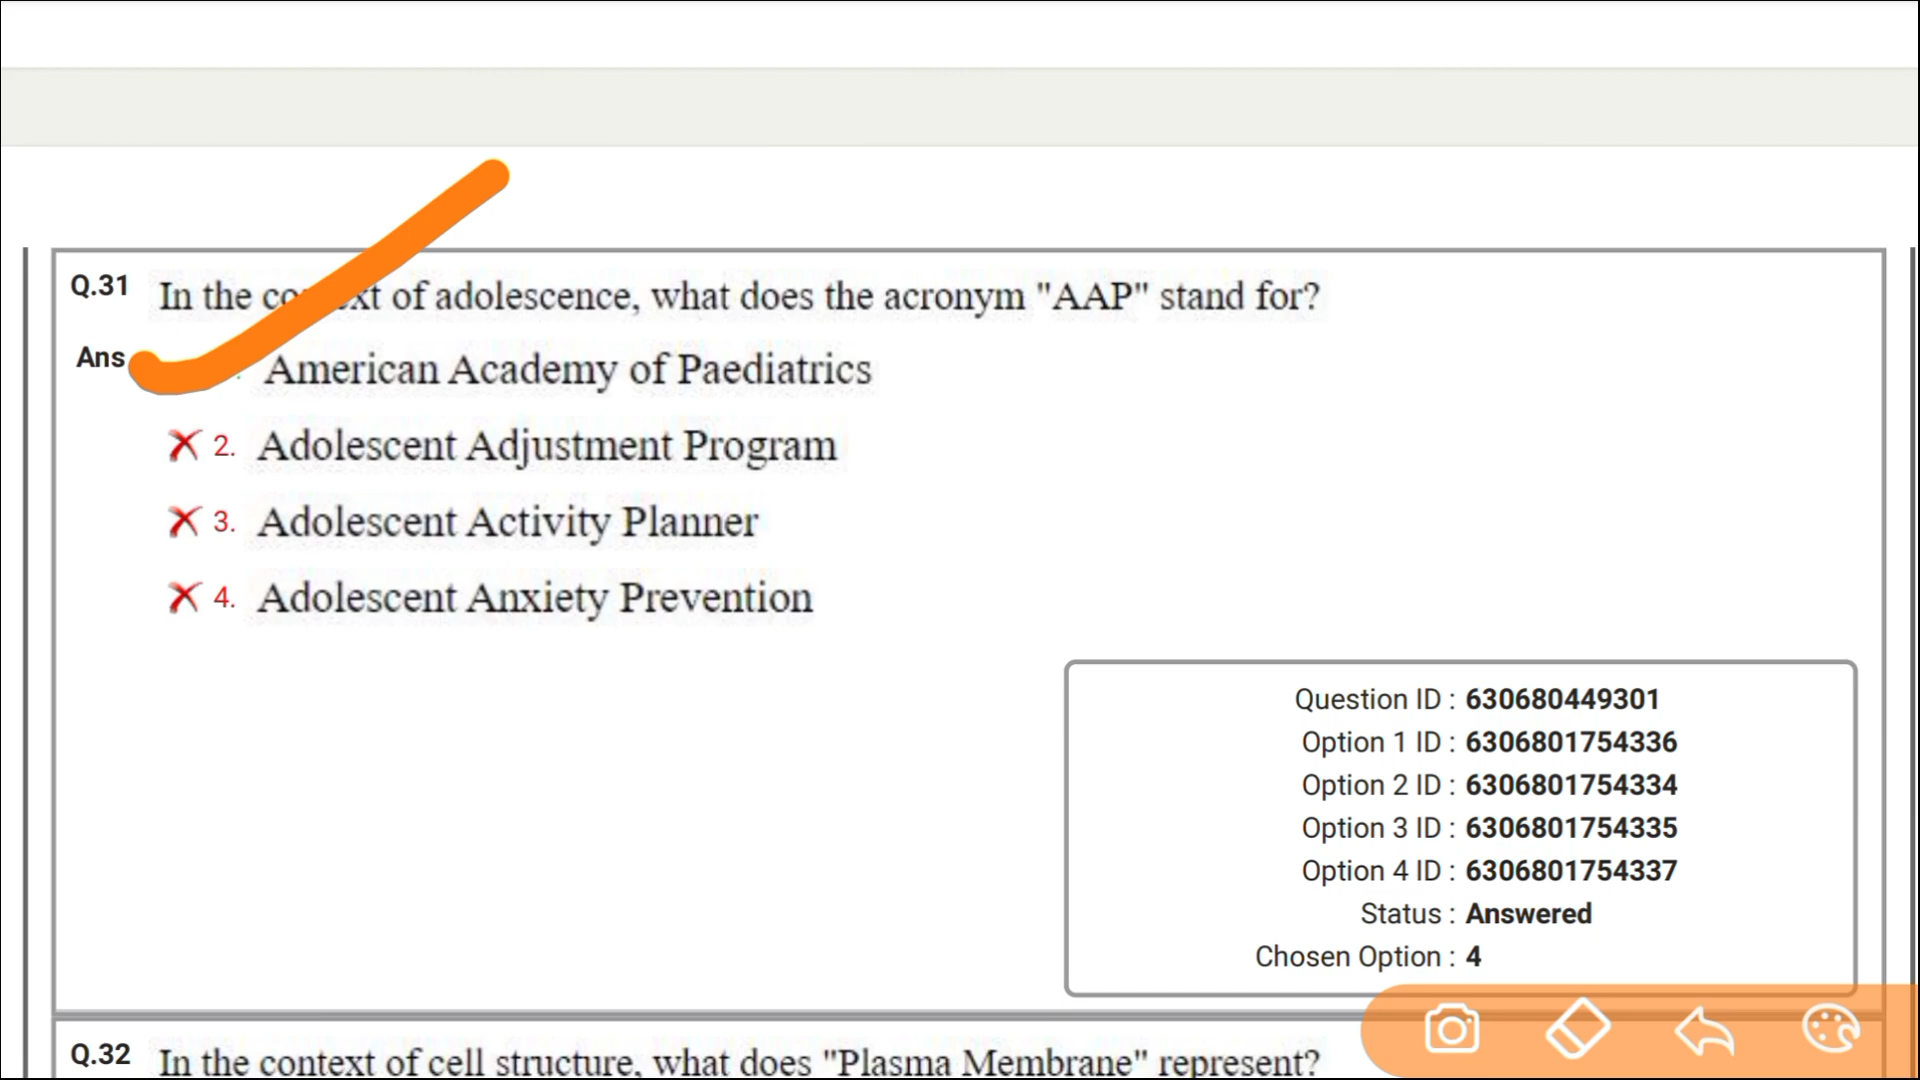 Q.31 In the context of adolescence, what does the acronym "AAP" stand for?
Ans American Academy of Paediatrics
2. Adolescent Adjustment Program
3. Adolescent Activity Planner
4. Adolescent Anxiety Prevention
Question ID : 630680449301
Option 1 ID : 6306801754336
Option 2 ID : 6306801754334
Option 3 ID : 6306801754335
Option 4 ID : 6306801754337
Status : Answered
Chosen Option : 4
Q.32 In the context of cell structure, what does "Plasma Membrane" represent?